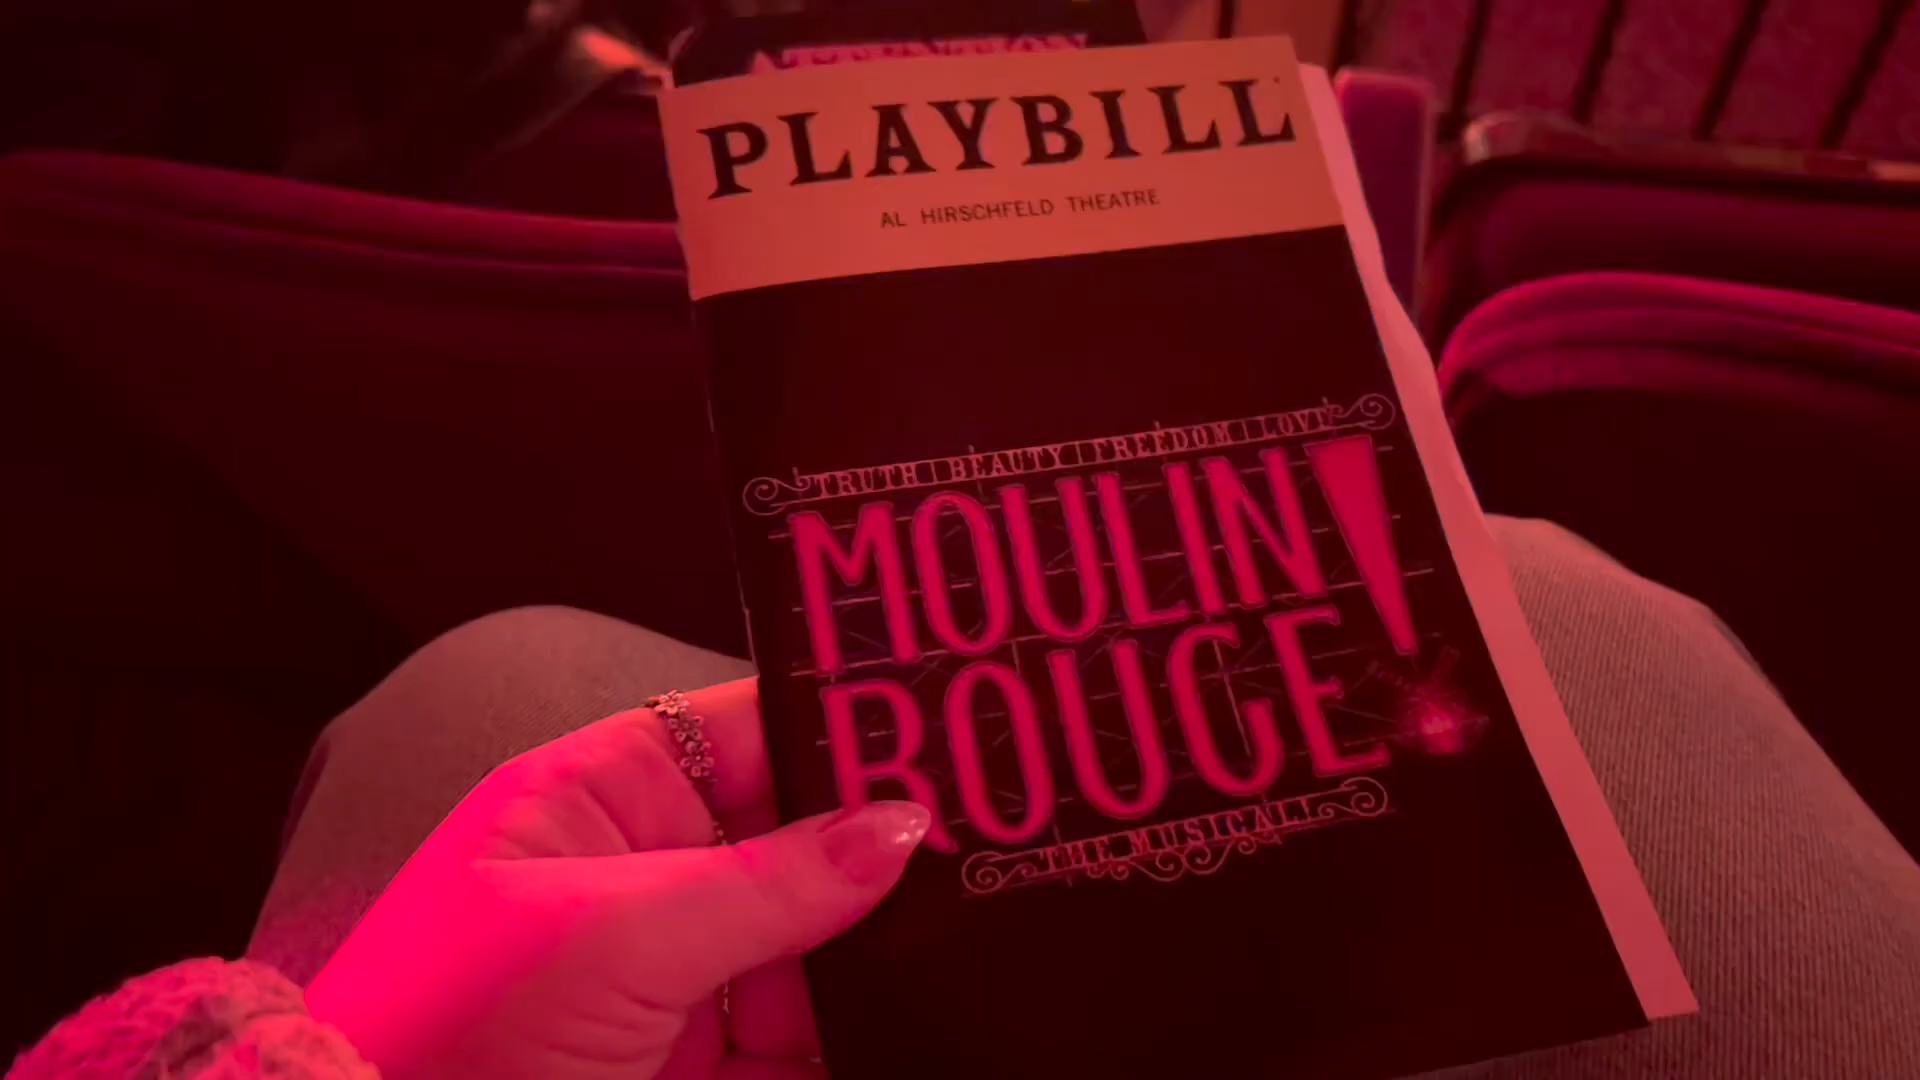 PLAYBILL
AL HIRSCHFELD THEATRE
TRUTH | BEAUTY | FREEDOM | LOVE
MOULIN
ROUGE!
THE MUSICAL